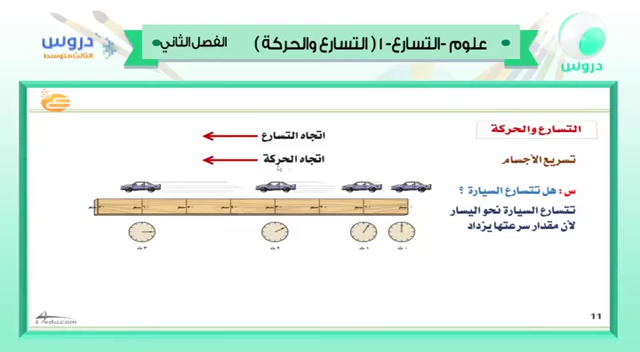 علوم -التسارع-١ ( التسارع والحركة )
الفصل الثاني
دروس
الثالث متوسط
دروس
التسارع والحركة
اتجاه التسارع
اتجاه الحركة
تسريع الأجسام
س : هل تتسارع السيارة ؟
تتسارع السيارة نحو اليسار
لأن مقدار سرعتها يزداد
11